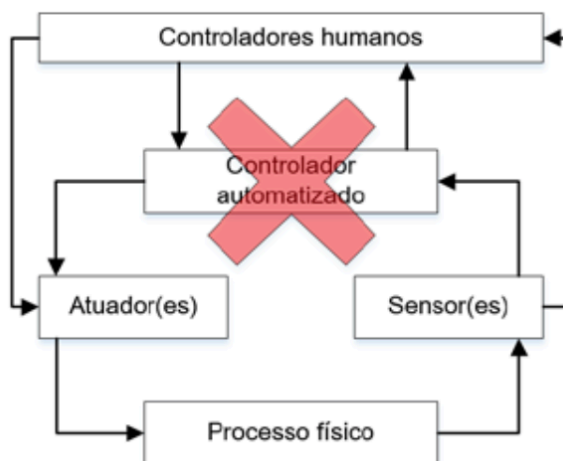 Controladores humanos
Controlador
automatizado
Atuador(es)
Sensor(es)
Processo físico